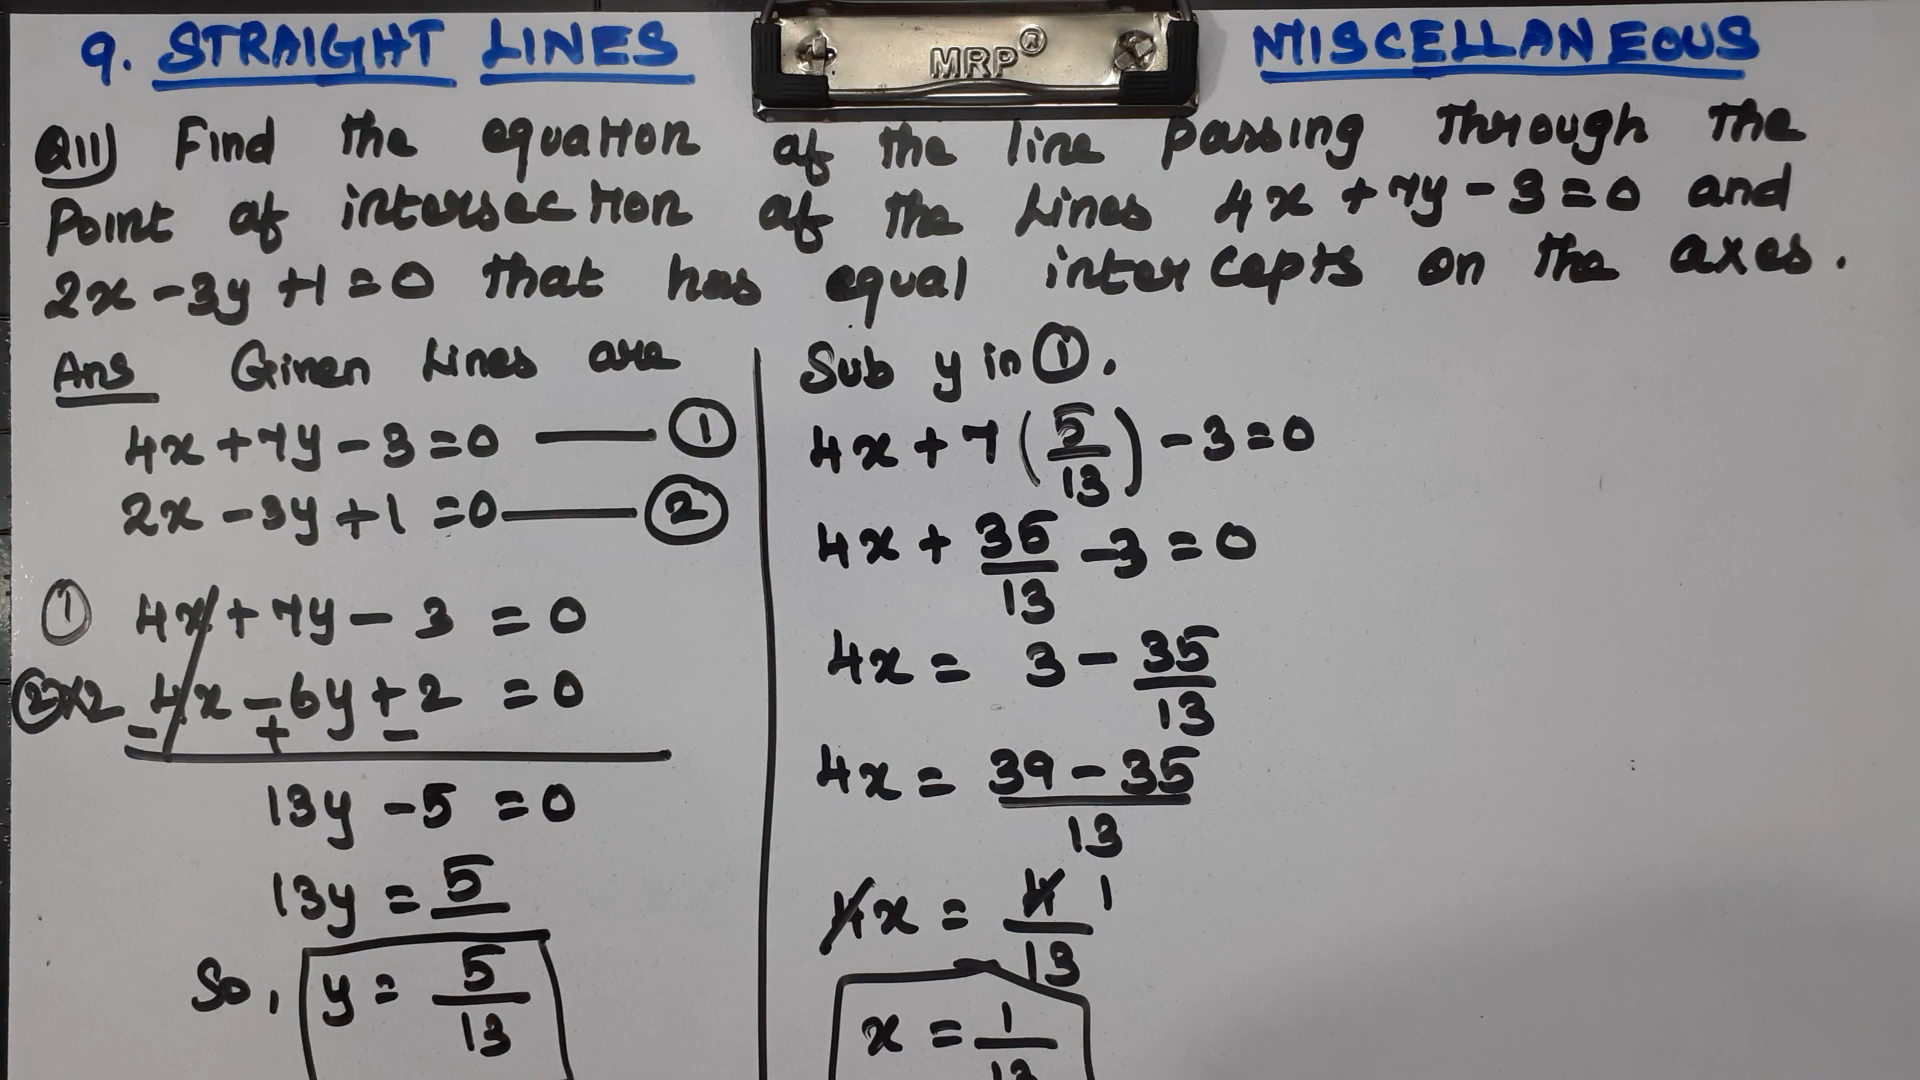 9. STRAIGHT LINES
MRP®
MISCELLANEOUS
Q11) Find the equation of the line passing through the
Point of intersection of the Lines 4x + 7y - 3 = 0 and
2x - 3y + 1 = 0 that has equal intercepts on the axes.
Ans Given Lines are
4x + 7y - 3 = 0 —— ①
2x - 3y + 1 = 0 —— ②
① 4x + 7y - 3 = 0
②x2 4x - 6y + 2 = 0
- + -
13y - 5 = 0
13y = 5
So, y = 5/13
Sub y in ①.
4x + 7 (5/13) - 3 = 0
4x + 35/13 - 3 = 0
4x = 3 - 35/13
4x = 39 - 35/13
4x = 4/13 1
x = 1/13